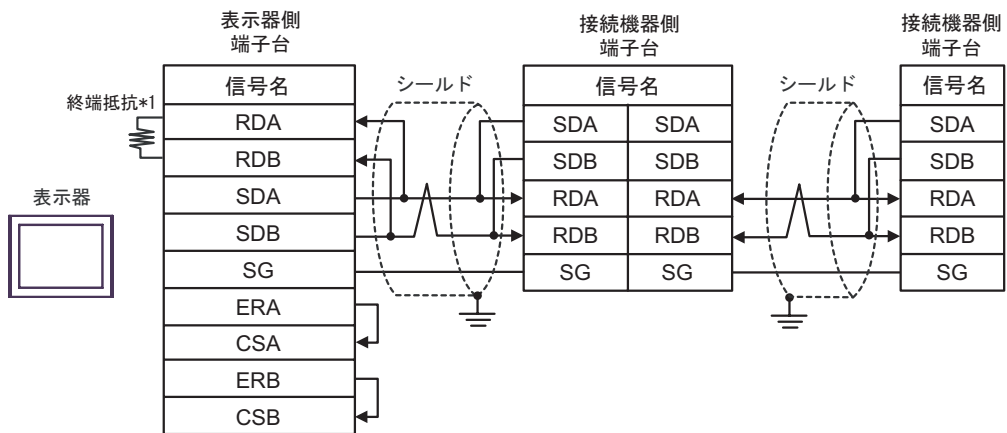 表示器側
端子台
接続機器側
端子台
接続機器側
端子台
終端抵抗*1
信号名
シールド
信号名
シールド
信号名
RDA
SDA SDA
SDA
RDB
SDB SDB
SDB
表示器
SDA
RDA RDA
RDA
SDB
RDB RDB
RDB
SG
SG SG
SG
ERA
CSA
ERB
CSB